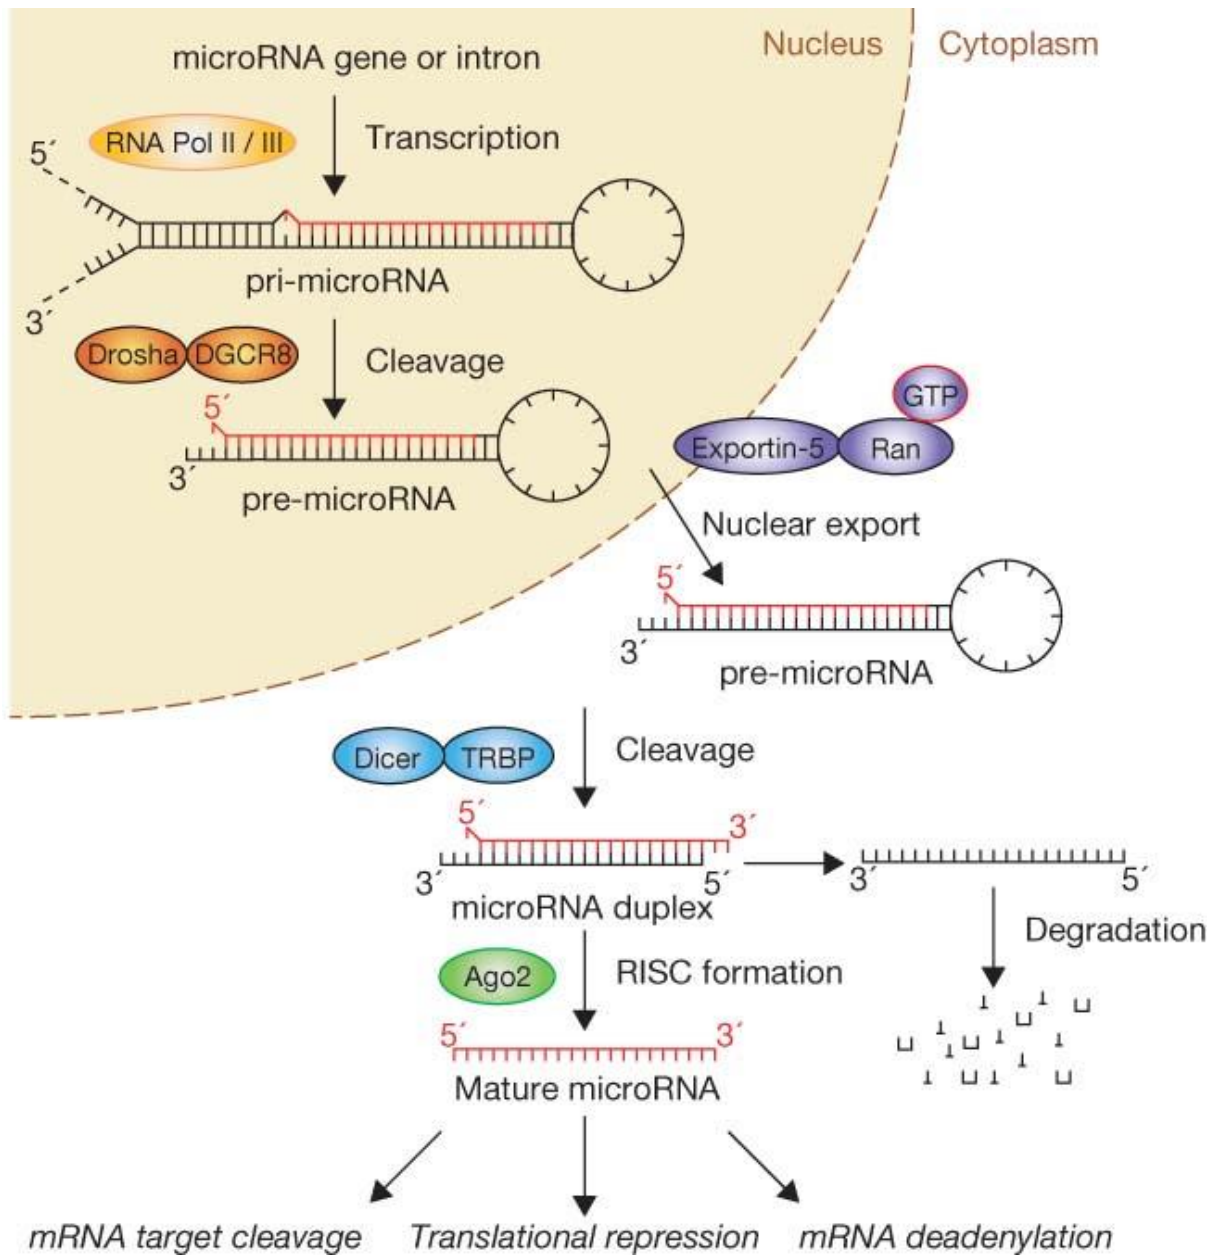 Nucleus
Cytoplasm
microRNA gene or intron
RNA Pol II / III
Transcription
5´
3´
pri-microRNA
Drosha
DGCR8
Cleavage
5´
3´
pre-microRNA
GTP
Exportin-5
Ran
Nuclear export
5´
3´
pre-microRNA
Dicer
TRBP
Cleavage
5´
3´
3´
5´
microRNA duplex
3´
5´
Degradation
Ago2
RISC formation
5´
3´
Mature microRNA
mRNA target cleavage
Translational repression
mRNA deadenylation